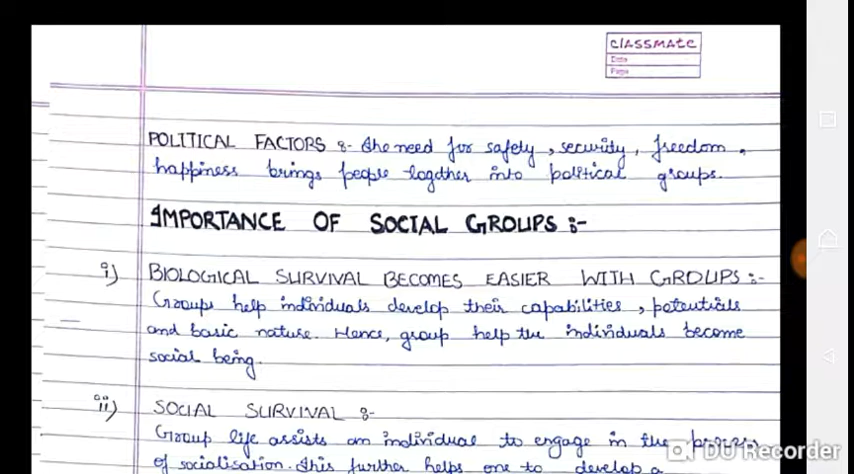 CLASSMATE
Date
Page
POLITICAL FACTORS :- The need for safety, security, freedom,
happiness brings people together into political groups.
IMPORTANCE OF SOCIAL GROUPS :-
i) BIOLOGICAL SURVIVAL BECOMES EASIER WITH GROUPS :-
Groups help individuals develop their capabilities, potentials
and basic nature. Hence, group help the individuals become
social being.
ii) SOCIAL SURVIVAL :-
Group life assists an individual to engage in the process
of socialisation. This further helps one to develop a
DU Recorder